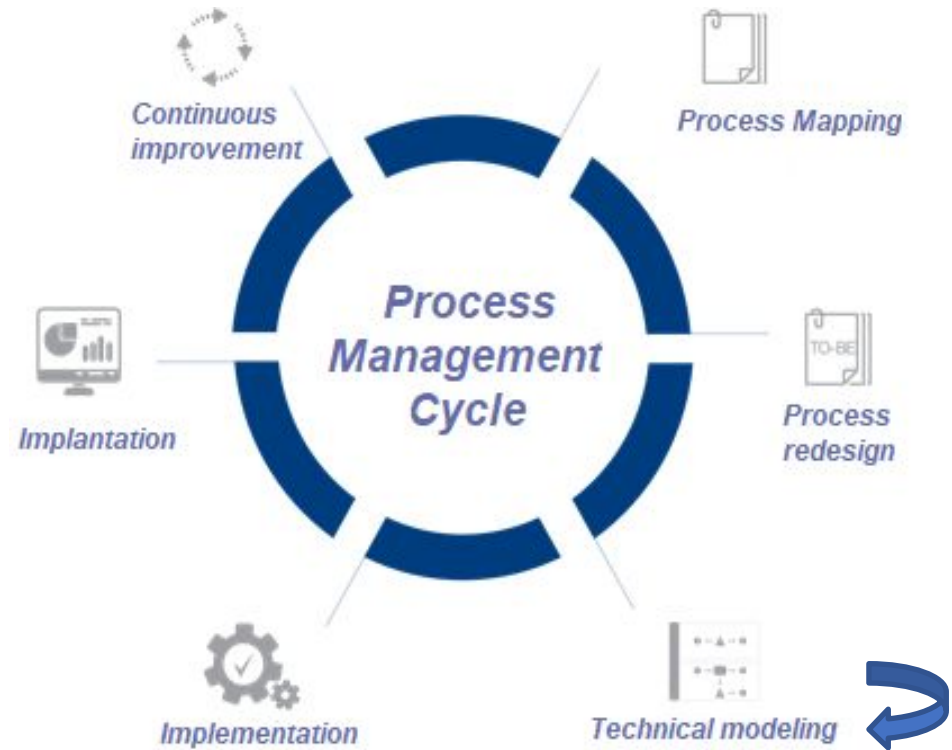 Continuous
improvement
Process Mapping
Process
Management
Cycle
TO-BE
Process
redesign
Implantation
Implementation
Technical modeling